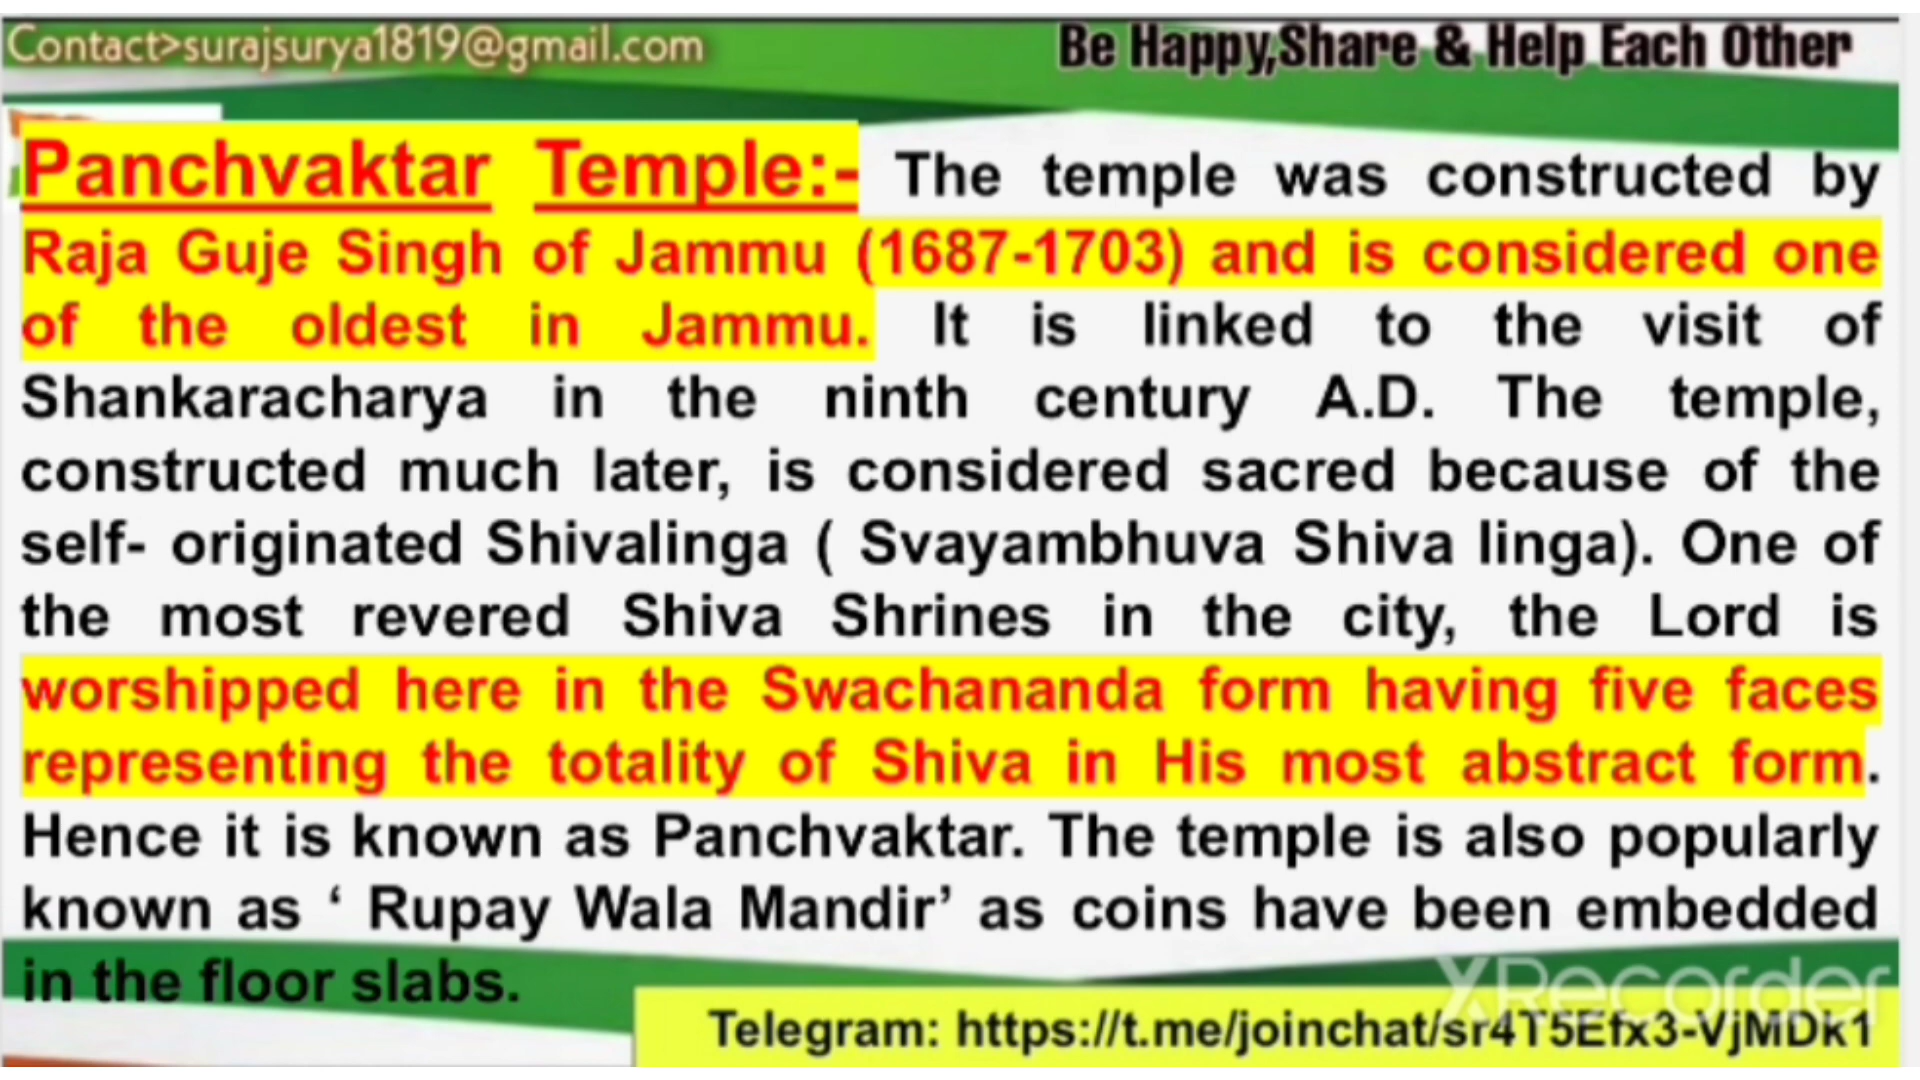 Contact>surajsurya1819@gmail.com
Be Happy,Share & Help Each Other
Panchvaktar Temple:- The temple was constructed by
Raja Guje Singh of Jammu (1687-1703) and is considered one
of the oldest in Jammu. It is linked to the visit of
Shankaracharya in the ninth century A.D. The temple,
constructed much later, is considered sacred because of the
self- originated Shivalinga ( Svayambhuva Shiva linga). One of
the most revered Shiva Shrines in the city, the Lord is
worshipped here in the Swachananda form having five faces
representing the totality of Shiva in His most abstract form.
Hence it is known as Panchvaktar. The temple is also popularly
known as ‘ Rupay Wala Mandir’ as coins have been embedded
in the floor slabs.
XRecorder
Telegram: https://t.me/joinchat/sr4T5Efx3-VjMDk1